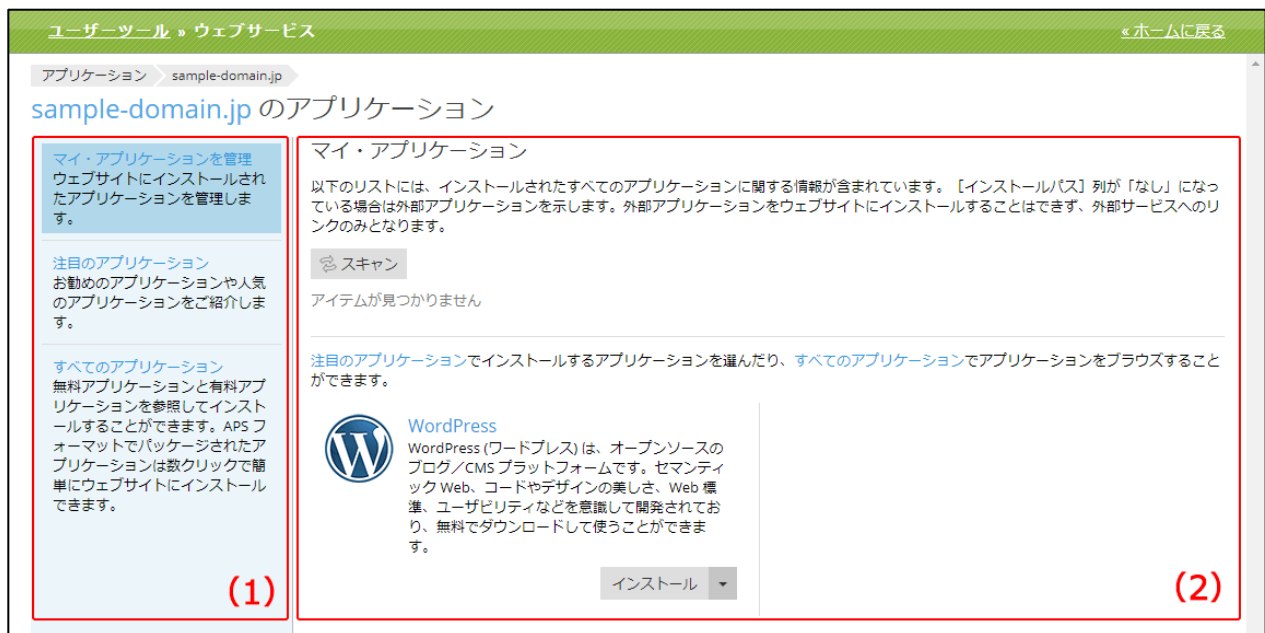 ユーザーツール » ウェブサービス
« ホームに戻る
アプリケーション sample-domain.jp
sample-domain.jp のアプリケーション
マイ・アプリケーションを管理
ウェブサイトにインストールされ
たアプリケーションを管理しま
す。
注目のアプリケーション
お勧めのアプリケーションや人気
のアプリケーションをご紹介しま
す。
すべてのアプリケーション
無料アプリケーションと有料アプ
リケーションを参照してインスト
ールすることができます。APS フ
ォーマットでパッケージされたア
プリケーションは数クリックで簡
単にウェブサイトにインストール
できます。
(1)
マイ・アプリケーション
以下のリストには、インストールされたすべてのアプリケーションに関する情報が含まれています。［インストールパス］列が「なし」になっ
ている場合は外部アプリケーションを示します。外部アプリケーションをウェブサイトにインストールすることはできず、外部サービスへのリ
ンクのみとなります。
スキャン
アイテムが見つかりません
注目のアプリケーションでインストールするアプリケーションを選んだり、すべてのアプリケーションでアプリケーションをブラウズすること
ができます。
WordPress
WordPress (ワードプレス) は、オープンソースの
ブログ／CMS プラットフォームです。セマンティ
ック Web、コードやデザインの美しさ、Web 標
準、ユーザビリティなどを意識して開発されてお
り、無料でダウンロードして使うことができま
す。
インストール
(2)